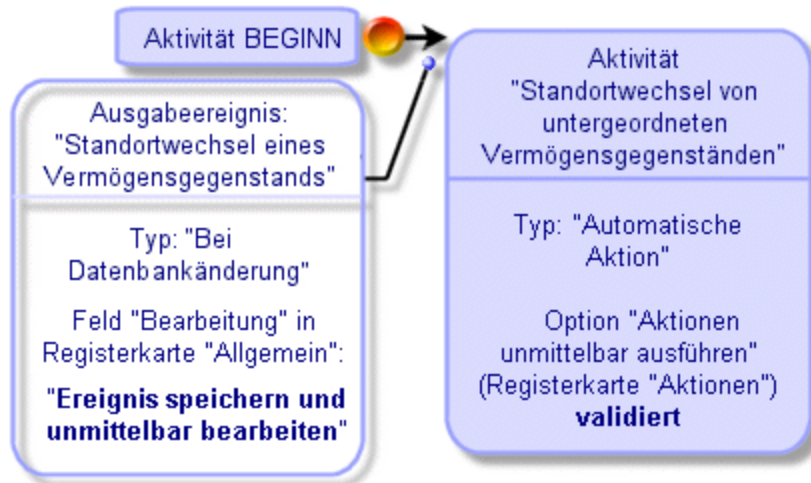 Aktivität BEGINN
Ausgabeereignis:
"Standortwechsel eines
Vermögensgegenstands"
Typ: "Bei
Datenbankänderung"
Feld "Bearbeitung" in
Registerkarte "Allgemein":
"Ereignis speichern und
unmittelbar bearbeiten"
Aktivität
"Standortwechsel von
untergeordneten
Vermögensgegenständen"
Typ: "Automatische
Aktion"
Option "Aktionen
unmittelbar ausführen"
(Registerkarte "Aktionen")
validiert